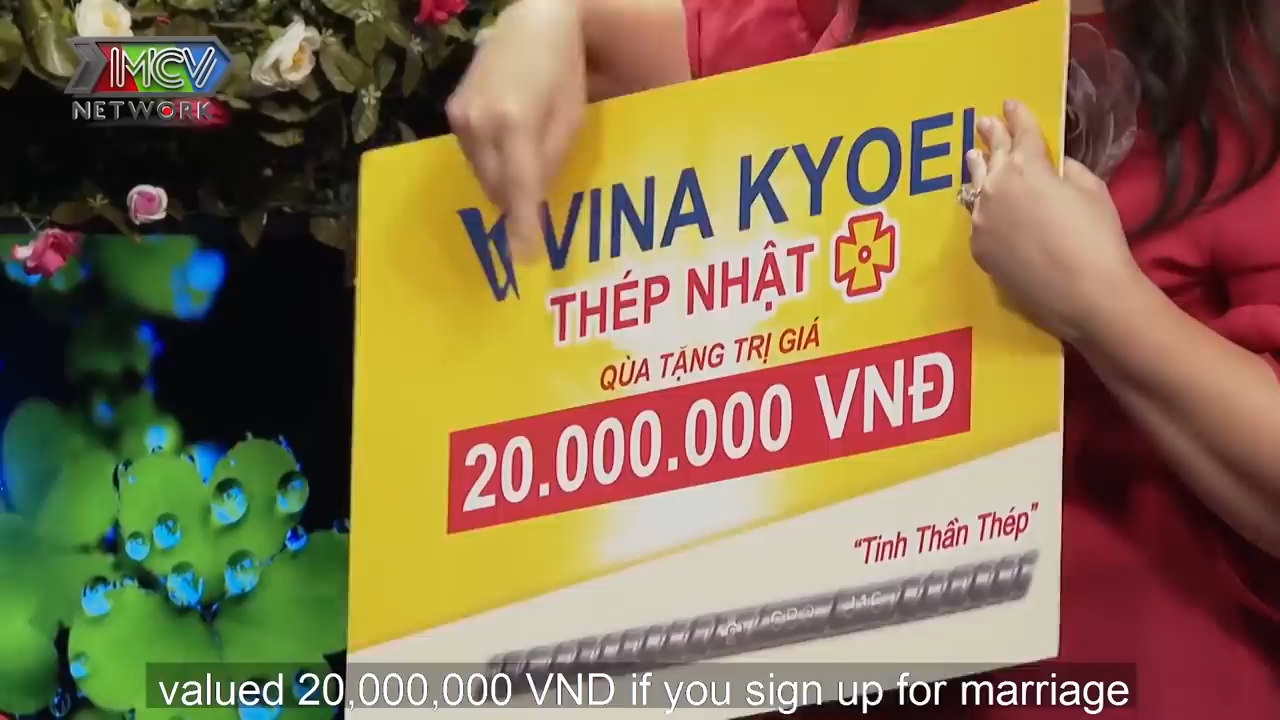 MCV
NETWORK
VINA KYOEI
THÉP NHẬT
QÙA TẶNG TRỊ GIÁ
20.000.000 VNĐ
"Tinh Thần Thép"
valued 20,000,000 VND if you sign up for marriage